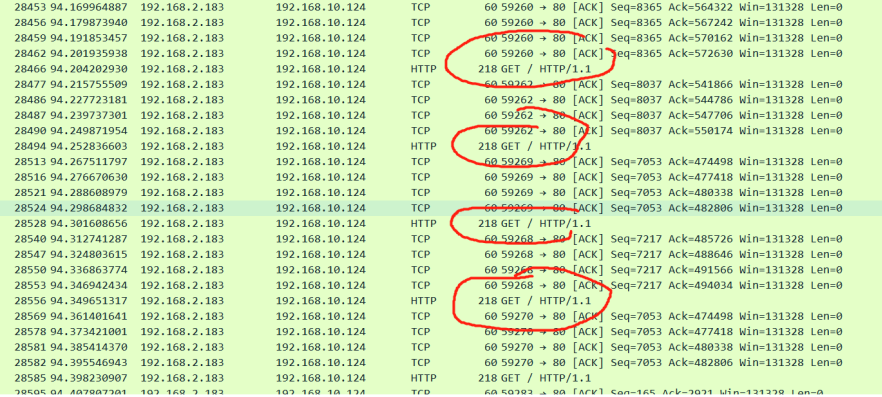 28453 94.169964887 192.168.2.183 192.168.10.124 TCP 60 59260 → 80 [ACK] Seq=8365 Ack=564322 Win=131328 Len=0
28456 94.179873940 192.168.2.183 192.168.10.124 TCP 60 59260 → 80 [ACK] Seq=8365 Ack=567242 Win=131328 Len=0
28459 94.191853457 192.168.2.183 192.168.10.124 TCP 60 59260 → 80 [ACK] Seq=8365 Ack=570162 Win=131328 Len=0
28462 94.201935938 192.168.2.183 192.168.10.124 TCP 60 59260 → 80 [ACK] Seq=8365 Ack=572630 Win=131328 Len=0
28466 94.204202930 192.168.2.183 192.168.10.124 HTTP 218 GET / HTTP/1.1
28477 94.215755509 192.168.2.183 192.168.10.124 TCP 60 59262 → 80 [ACK] Seq=8037 Ack=541866 Win=131328 Len=0
28486 94.227723181 192.168.2.183 192.168.10.124 TCP 60 59262 → 80 [ACK] Seq=8037 Ack=544786 Win=131328 Len=0
28487 94.239737301 192.168.2.183 192.168.10.124 TCP 60 59262 → 80 [ACK] Seq=8037 Ack=547706 Win=131328 Len=0
28490 94.249871954 192.168.2.183 192.168.10.124 TCP 60 59262 → 80 [ACK] Seq=8037 Ack=550174 Win=131328 Len=0
28494 94.252836603 192.168.2.183 192.168.10.124 HTTP 218 GET / HTTP/1.1
28513 94.267511797 192.168.2.183 192.168.10.124 TCP 60 59269 → 80 [ACK] Seq=7053 Ack=474498 Win=131328 Len=0
28516 94.276670630 192.168.2.183 192.168.10.124 TCP 60 59269 → 80 [ACK] Seq=7053 Ack=477418 Win=131328 Len=0
28521 94.288608979 192.168.2.183 192.168.10.124 TCP 60 59269 → 80 [ACK] Seq=7053 Ack=480338 Win=131328 Len=0
28524 94.298684832 192.168.2.183 192.168.10.124 TCP 60 59269 → 80 [ACK] Seq=7053 Ack=482806 Win=131328 Len=0
28528 94.301608656 192.168.2.183 192.168.10.124 HTTP 218 GET / HTTP/1.1
28540 94.312741287 192.168.2.183 192.168.10.124 TCP 60 59268 → 80 [ACK] Seq=7217 Ack=485726 Win=131328 Len=0
28547 94.324803615 192.168.2.183 192.168.10.124 TCP 60 59268 → 80 [ACK] Seq=7217 Ack=488646 Win=131328 Len=0
28550 94.336863774 192.168.2.183 192.168.10.124 TCP 60 59268 → 80 [ACK] Seq=7217 Ack=491566 Win=131328 Len=0
28553 94.346942434 192.168.2.183 192.168.10.124 TCP 60 59268 → 80 [ACK] Seq=7217 Ack=494034 Win=131328 Len=0
28556 94.349651317 192.168.2.183 192.168.10.124 HTTP 218 GET / HTTP/1.1
28569 94.361401641 192.168.2.183 192.168.10.124 TCP 60 59270 → 80 [ACK] Seq=7053 Ack=474498 Win=131328 Len=0
28578 94.373421001 192.168.2.183 192.168.10.124 TCP 60 59270 → 80 [ACK] Seq=7053 Ack=477418 Win=131328 Len=0
28581 94.385414370 192.168.2.183 192.168.10.124 TCP 60 59270 → 80 [ACK] Seq=7053 Ack=480338 Win=131328 Len=0
28582 94.395546943 192.168.2.183 192.168.10.124 TCP 60 59270 → 80 [ACK] Seq=7053 Ack=482806 Win=131328 Len=0
28585 94.398230907 192.168.2.183 192.168.10.124 HTTP 218 GET / HTTP/1.1
28595 94.407807201 192.168.2.183 192.168.10.124 TCP 60 59283 → 80 [ACK] Seq=165 Ack=2921 Win=131328 Len=0